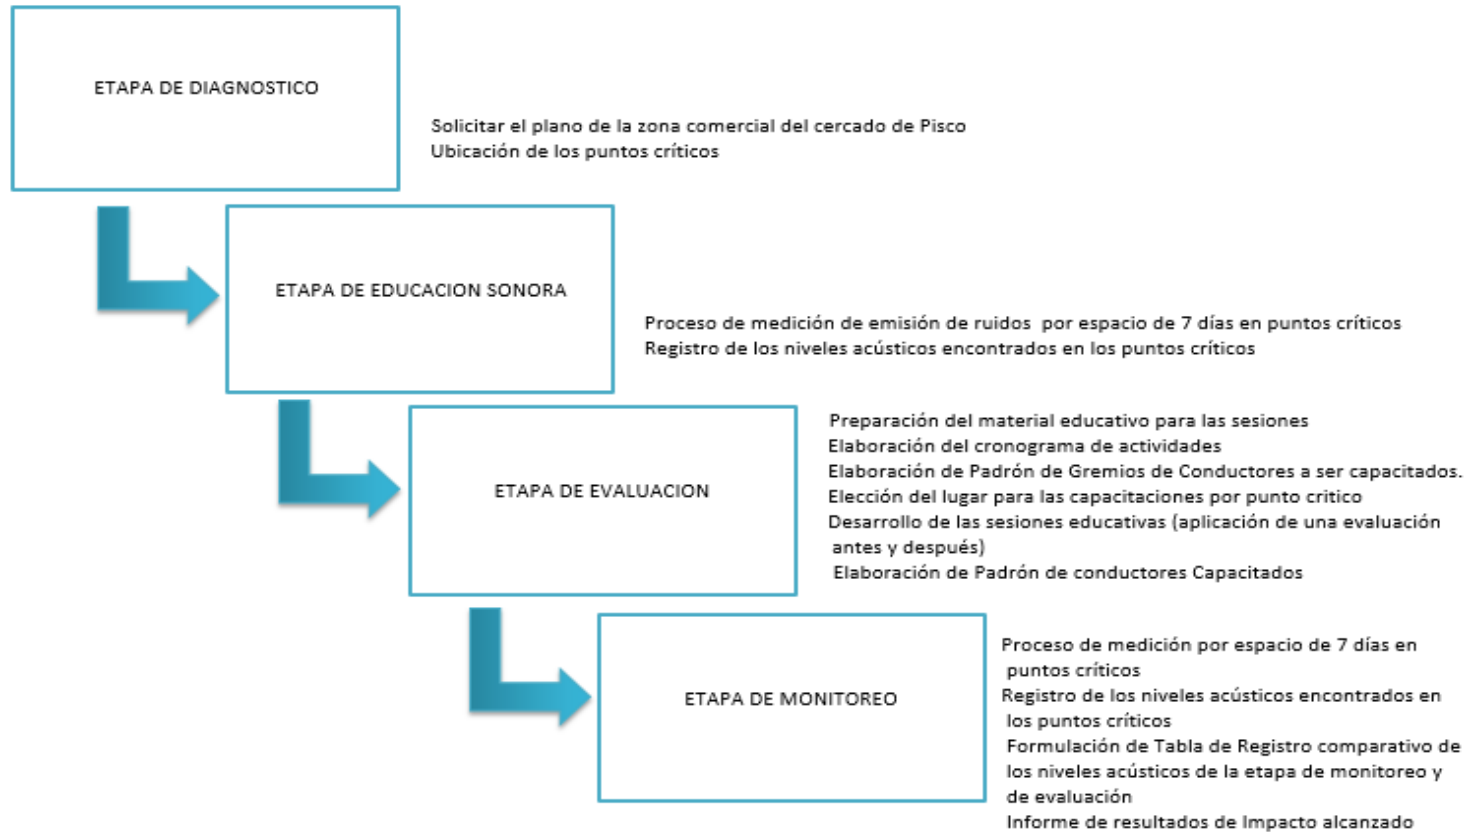 ETAPA DE DIAGNOSTICO
Solicitar el plano de la zona comercial del cercado de Pisco
Ubicación de los puntos críticos
ETAPA DE EDUCACION SONORA
Proceso de medición de emisión de ruidos por espacio de 7 días en puntos críticos
Registro de los niveles acústicos encontrados en los puntos críticos
ETAPA DE EVALUACION
Preparación del material educativo para las sesiones
Elaboración del cronograma de actividades
Elaboración de Padrón de Gremios de Conductores a ser capacitados.
Elección del lugar para las capacitaciones por punto critico
Desarrollo de las sesiones educativas (aplicación de una evaluación
antes y después)
Elaboración de Padrón de conductores Capacitados
ETAPA DE MONITOREO
Proceso de medición por espacio de 7 días en
puntos críticos
Registro de los niveles acústicos encontrados en
los puntos críticos
Formulación de Tabla de Registro comparativo de
los niveles acústicos de la etapa de monitoreo y
de evaluación
Informe de resultados de Impacto alcanzado